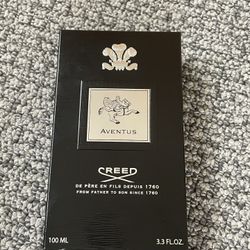 AVENTUS
CREED
DE PÈRE EN FILS DEPUIS 1760
FROM FATHER TO SON SINCE 1760
100 ML
3.3 FL.OZ.